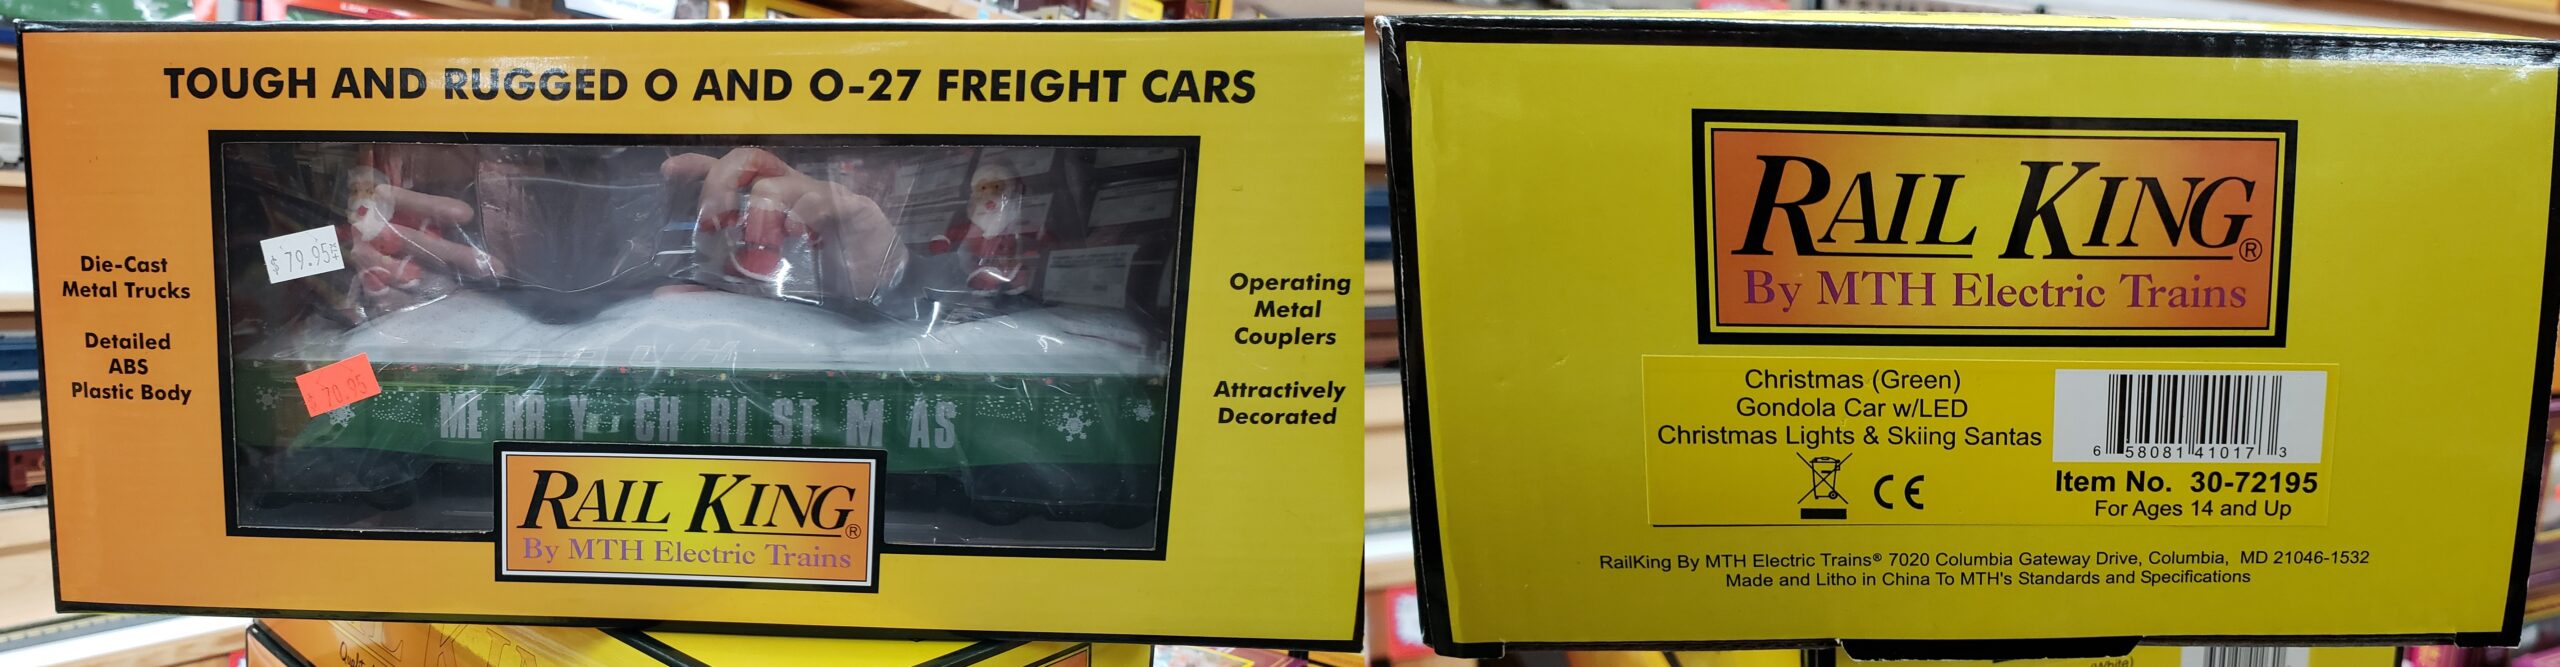 TOUGH AND RUGGED O AND O-27 FREIGHT CARS
$79.95
Die-Cast
Metal Trucks
Detailed
ABS
Plastic Body
Operating
Metal
Couplers
Attractively
Decorated
$70.95
MERRY CHRISTMAS
RAIL KING®
By MTH Electric Trains
RAIL KING®
By MTH Electric Trains
Christmas (Green)
Gondola Car w/LED
Christmas Lights & Skiing Santas
CE
6 58081 41017 3
Item No. 30-72195
For Ages 14 and Up
RailKing By MTH Electric Trains® 7020 Columbia Gateway Drive, Columbia, MD 21046-1532
Made and Litho in China To MTH's Standards and Specifications
(White)